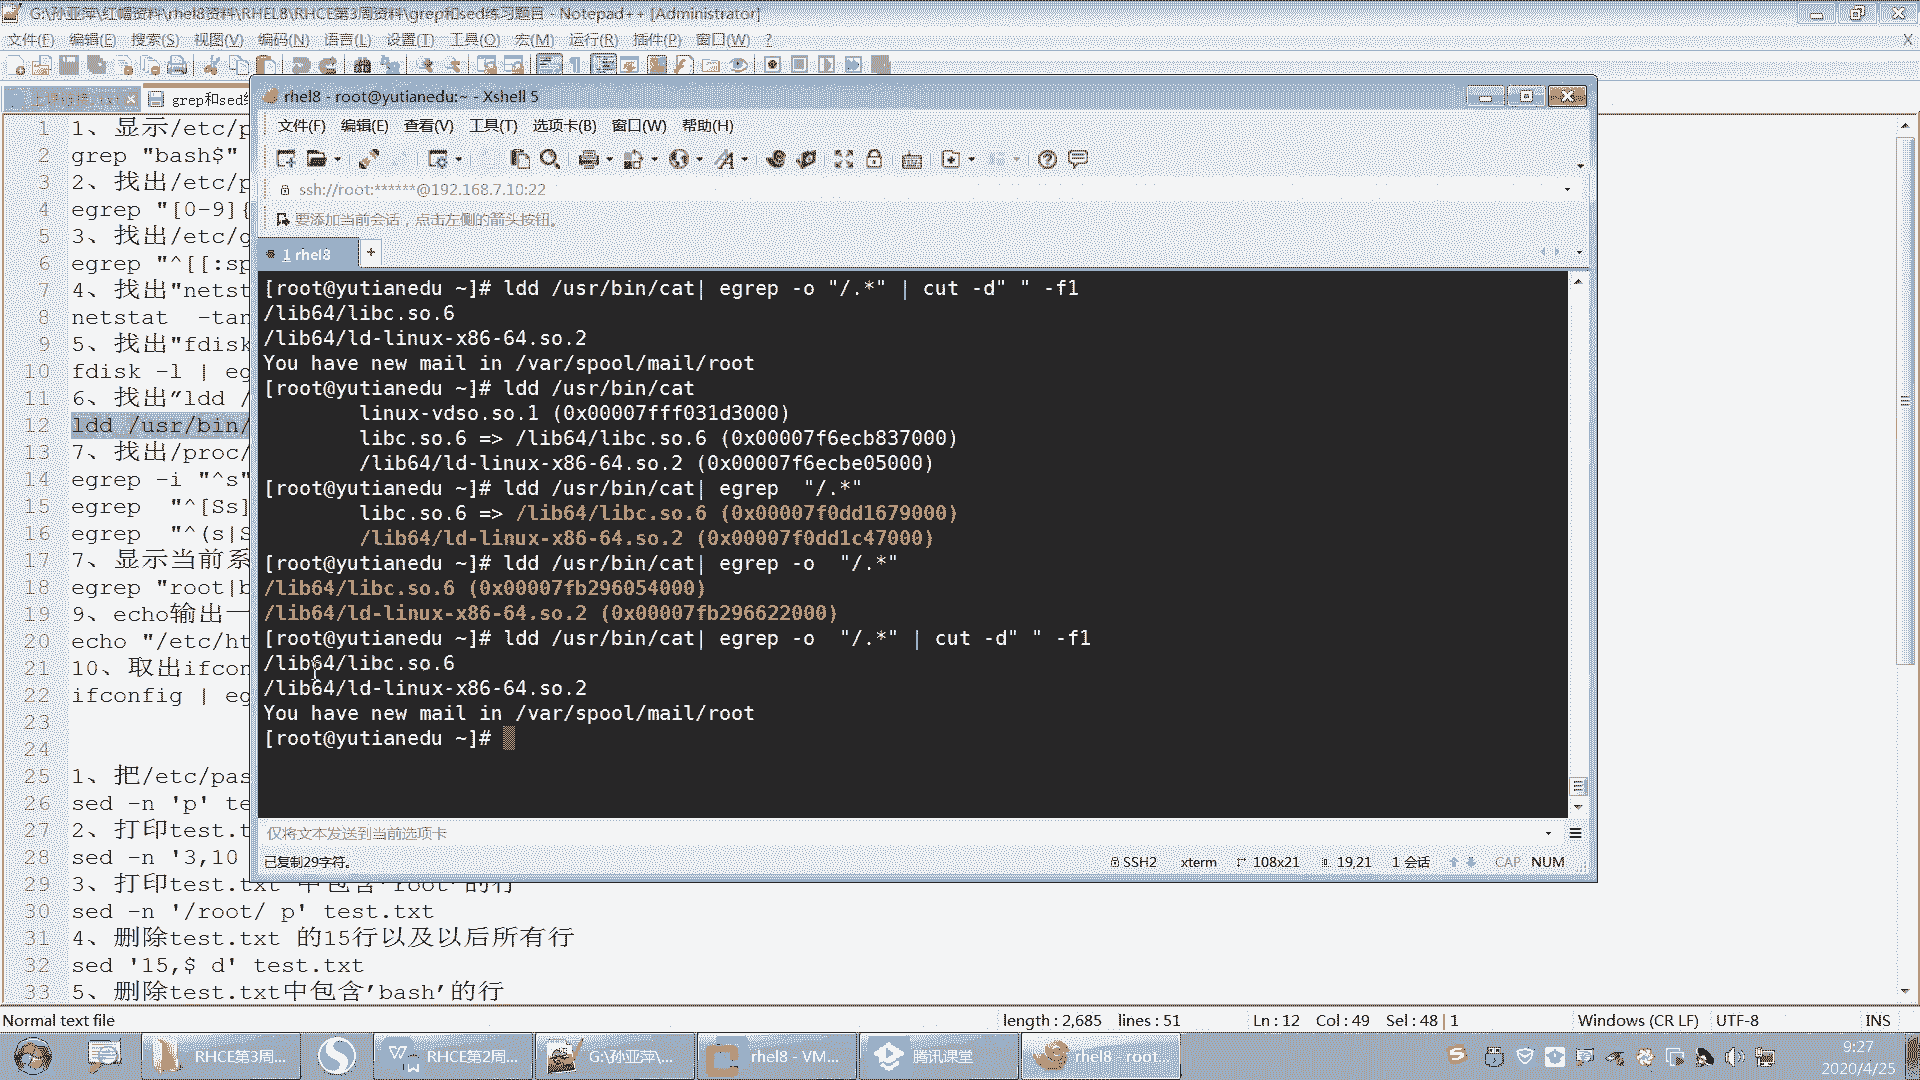 G:\孙亚萍\红帽资料\rhel8资料\RHEL8\RHCE第3周资料\grep和sed练习题目 - Notepad++ [Administrator]
文件(F) 编辑(E) 搜索(S) 视图(V) 编码(N) 语言(L) 设置(T) 工具(O) 宏(M) 运行(R) 插件(P) 窗口(W) ? X
grep和sed
rhel8 - root@yutianedu:~ - Xshell 5
文件(F) 编辑(E) 查看(V) 工具(T) 选项卡(B) 窗口(W) 帮助(H)
ssh://root:******@192.168.7.10:22
要添加当前会话，点击左侧的箭头按钮。
1 rhel8 +
[root@yutianedu ~]# ldd /usr/bin/cat| egrep -o "/.*" | cut -d" " -f1
/lib64/libc.so.6
/lib64/ld-linux-x86-64.so.2
You have new mail in /var/spool/mail/root
[root@yutianedu ~]# ldd /usr/bin/cat
linux-vdso.so.1 (0x00007fff031d3000)
libc.so.6 => /lib64/libc.so.6 (0x00007f6ecb837000)
/lib64/ld-linux-x86-64.so.2 (0x00007f6ecbe05000)
[root@yutianedu ~]# ldd /usr/bin/cat| egrep  "/.*"
libc.so.6 => /lib64/libc.so.6 (0x00007f0dd1679000)
/lib64/ld-linux-x86-64.so.2 (0x00007f0dd1c47000)
[root@yutianedu ~]# ldd /usr/bin/cat| egrep -o  "/.*"
/lib64/libc.so.6 (0x00007fb296054000)
/lib64/ld-linux-x86-64.so.2 (0x00007fb296622000)
[root@yutianedu ~]# ldd /usr/bin/cat| egrep -o  "/.*" | cut -d" " -f1
/lib64/libc.so.6
/lib64/ld-linux-x86-64.so.2
You have new mail in /var/spool/mail/root
[root@yutianedu ~]#
仅将文本发送到当前选项卡
已复制29字符。 SSH2 xterm 108x21 19,21 1 会话 CAP NUM
1 1、显示/etc/p
2 grep "bash$"
3 2、找出/etc/p
4 egrep "[0-9]{
5 3、找出/etc/g
6 egrep "^[[:sp
7 4、找出"netst
8 netstat  -tan
9 5、找出"fdisk
10 fdisk -l | eg
11 6、找出"ldd /
12 ldd /usr/bin/
13 7、找出/proc/
14 egrep -i "^s"
15 egrep  "^[Ss]
16 egrep  "^(s|S
17 7、显示当前系
18 egrep "root|b
19 9、echo输出一
20 echo "/etc/ht
21 10、取出ifcon
22 ifconfig | eg
23
24
25 1、把/etc/pas
26 sed -n 'p' te
27 2、打印test.t
28 sed -n '3,10
29 3、打印test.txt 中包含'root'的行
30 sed -n '/root/ p' test.txt
31 4、删除test.txt 的15行以及以后所有行
32 sed '15,$ d' test.txt
33 5、删除test.txt中包含'bash'的行
Normal text file length : 2,685 lines : 51 Ln : 12 Col : 49 Sel : 48 | 1 Windows (CR LF) UTF-8 INS
RHCE第3周... RHCE第2周... G:\孙亚萍\... rhel8 - VM... 腾讯课堂 rhel8 - root... 9:27
2020/4/25